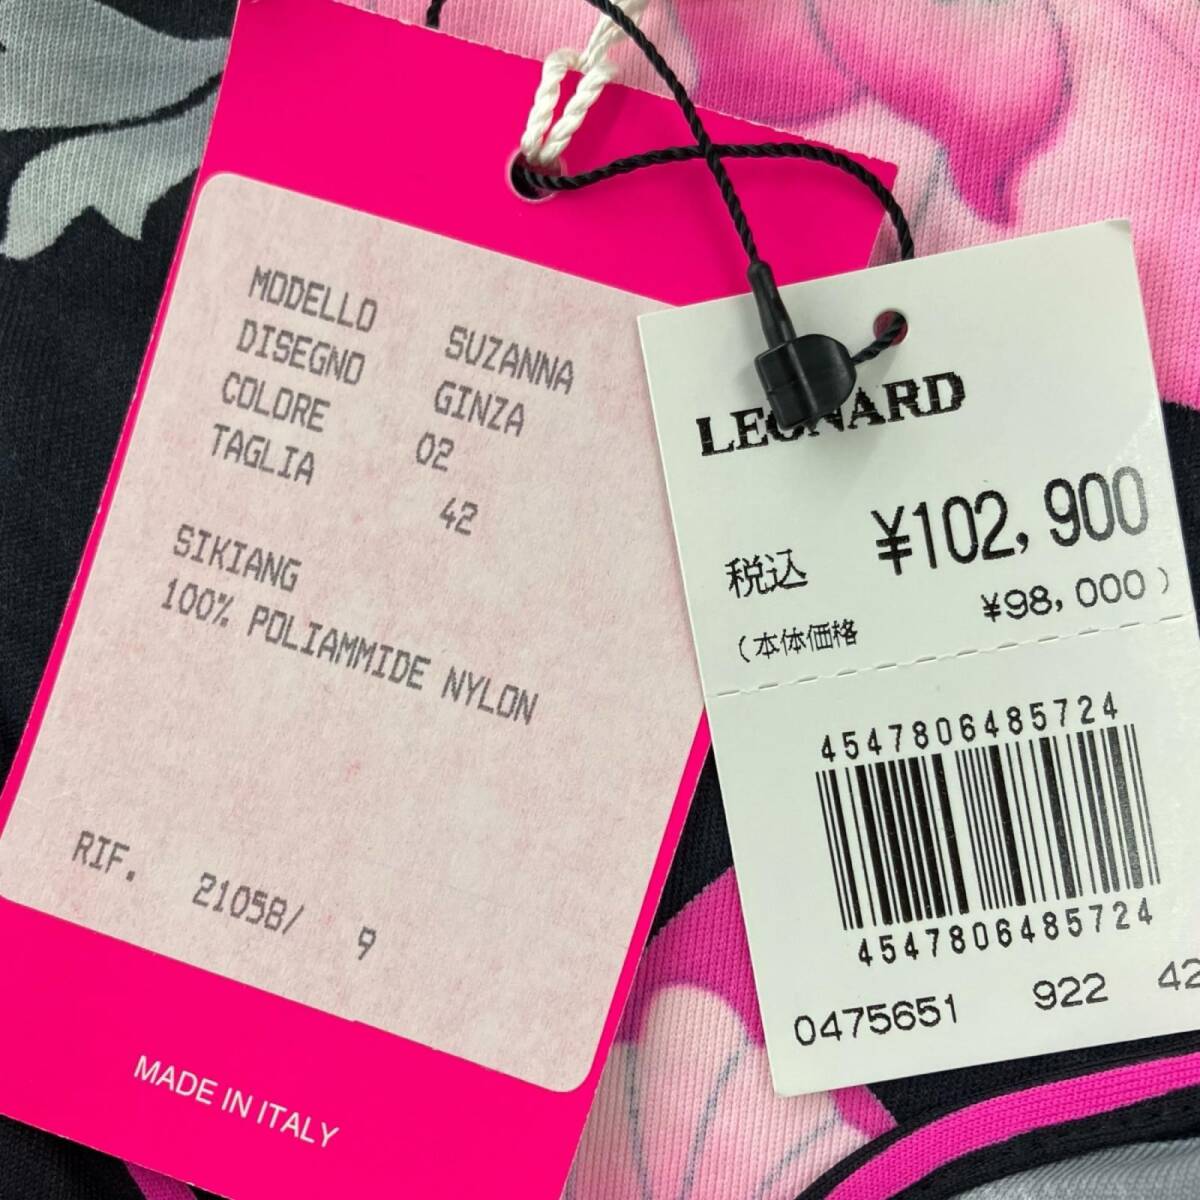 MODELLO SUZANNA
DISEGNO GINZA
COLORE 02
TAGLIA 42
SIKIANG
100% POLIAMMIDE NYLON
RIF. 21058/ 9
MADE IN ITALY
LEONARD
税込 ¥102,900
(本体価格 ¥98,000)
4547806485724
4547806485724
0475651 922 42